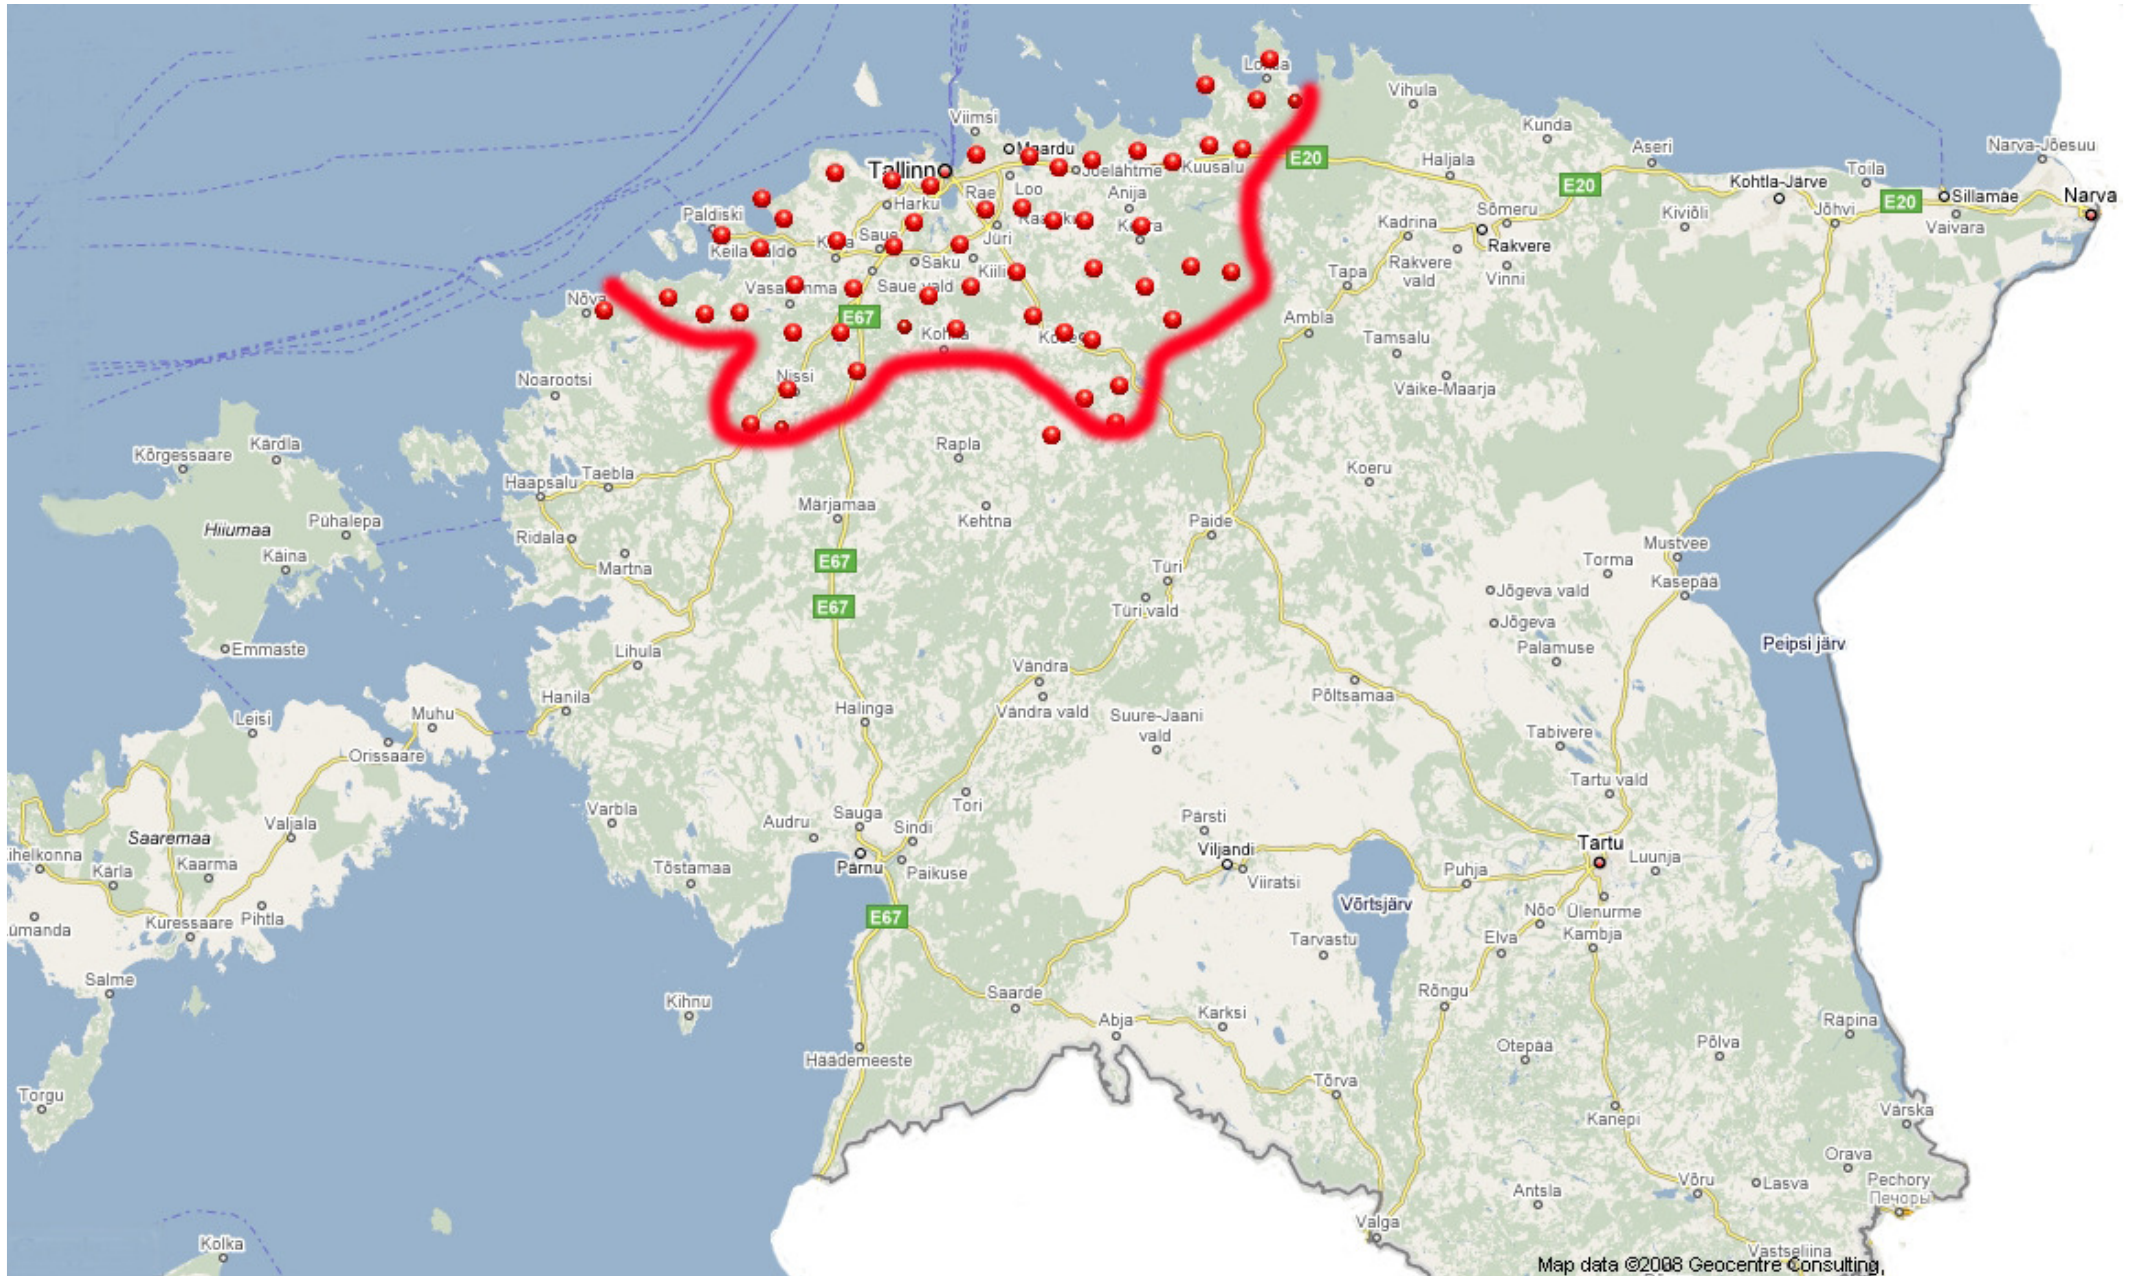 Loksa
Vihula
Viimsi
Kunda
Maardu
Aseri
Narva-Jõesuu
E20
Haljala
Toila
Tallinn
Jõelähtme
Kuusalu
Loo
Rae
Anija
E20
Kohtla-Järve
Sillamäe
Narva
E20
Harku
Paldiski
Kadrina
Sõmeru
Kiviõli
Jõhvi
Vaivara
Saue
Jüri
Rakvere
Keila vald
Saku
Kiili
Tapa
Rakvere
vald
Vinni
Nõva
Vasalemma
Saue vald
E67
Ambla
Kohila
Kose
Tamsalu
Noarootsi
Nissi
Väike-Maarja
Kärdla
Rapla
Kõrgessaare
Koeru
Haapsalu
Taebla
Märjamaa
Kehtna
Paide
Hiiumaa
Pühalepa
Ridala
Käina
Martna
E67
Mustvee
Torma
Kasepää
Türi
Jõgeva vald
E67
Türi vald
Jõgeva
Emmaste
Lihula
Palamuse
Peipsi järv
Vändra
Hanila
Põltsamaa
Muhu
Leisi
Halinga
Vändra vald
Suure-Jaani
vald
Tabivere
Orissaare
Tartu vald
Varbla
Tori
Sauga
Audru
Sindi
Pärsti
Valjala
Saaremaa
Tartu
Viljandi
Luunja
Kaarma
Kärla
Tõstamaa
Pärnu
Paikuse
Puhja
Viiratsi
Võrtsjärv
Nõo
Ülenurme
Kuressaare
Pihtla
E67
Elva
Kambja
Tarvastu
Salme
Saarde
Rõngu
Kihnu
Abja
Karksi
Räpina
Otepää
Põlva
Häädemeeste
Tõrva
Torgu
Värska
Kanepi
Orava
Võru
Lasva
Pechory
Печоры
Antsla
Valga
Kolka
Vastseliina
Map data ©2008 Geocentre Consulting,